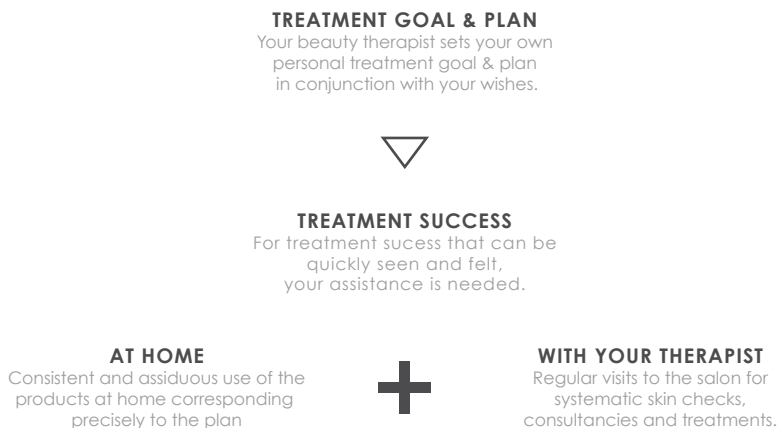 TREATMENT GOAL & PLAN
Your beauty therapist sets your own
personal treatment goal & plan
in conjunction with your wishes.
TREATMENT SUCCESS
For treatment sucess that can be
quickly seen and felt,
your assistance is needed.
AT HOME
Consistent and assiduous use of the
products at home corresponding
precisely to the plan
+
WITH YOUR THERAPIST
Regular visits to the salon for
systematic skin checks,
consultancies and treatments.